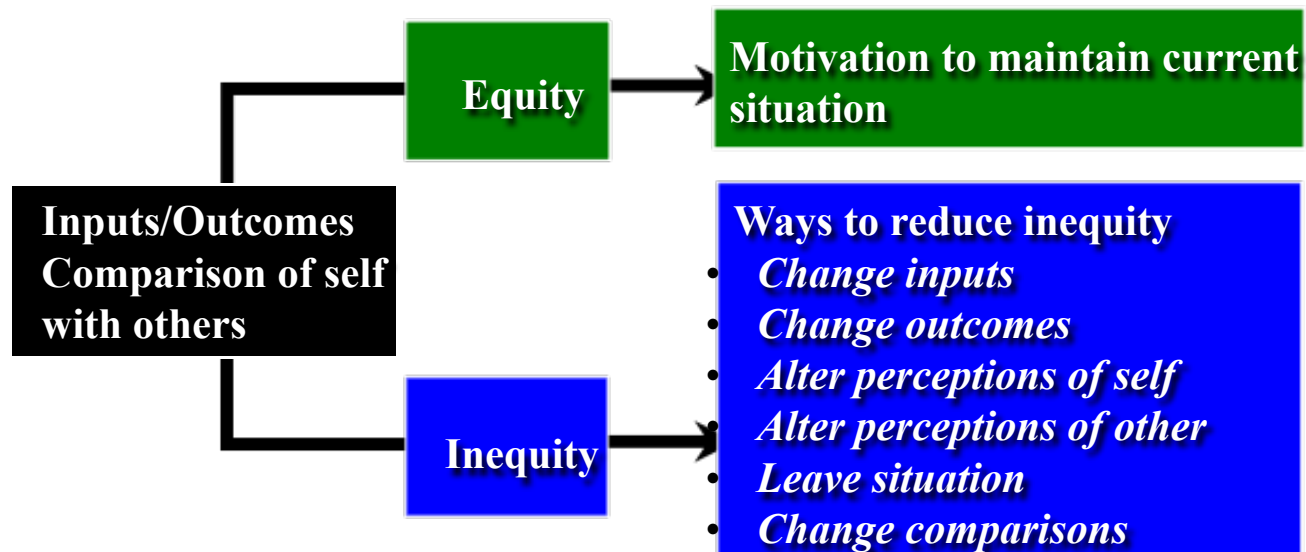 Equity
Motivation to maintain current
situation
Inputs/Outcomes
Comparison of self
with others
Inequity
Ways to reduce inequity
• Change inputs
• Change outcomes
• Alter perceptions of self
• Alter perceptions of other
• Leave situation
• Change comparisons